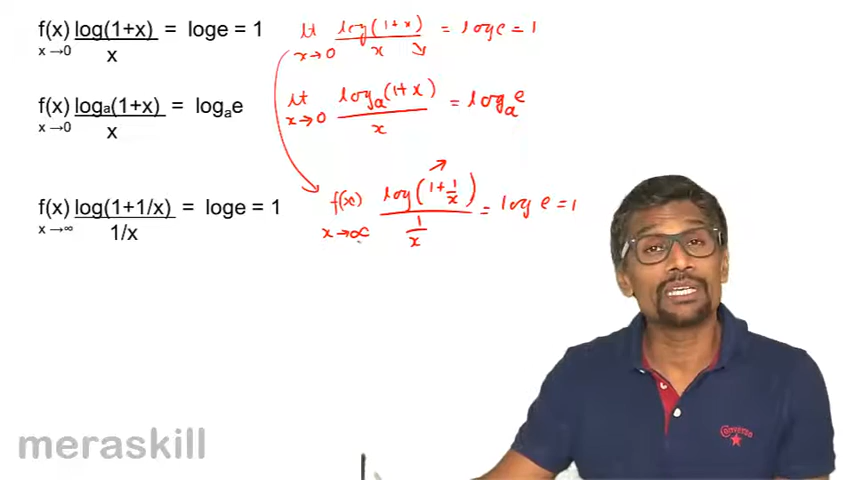 f(x) log(1+x) = loge = 1
x →0 x
lt log(1+x) = loge = 1
x→0 x
f(x) loga(1+x) = logae
x →0 x
lt loga(1+x) = logae
x→0 x
f(x) log(1+1/x) = loge = 1
x →∞ 1/x
f(x) log(1+1/x) = log e = 1
x→∞ 1/x
Converse
meraskill